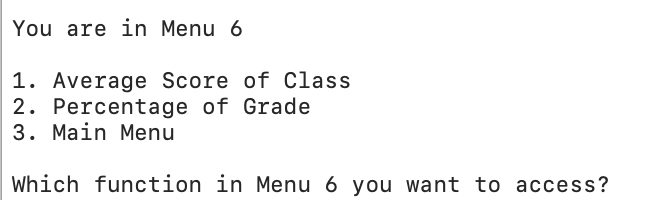 You are in Menu 6
1. Average Score of Class
2. Percentage of Grade
3. Main Menu
Which function in Menu 6 you want to access?